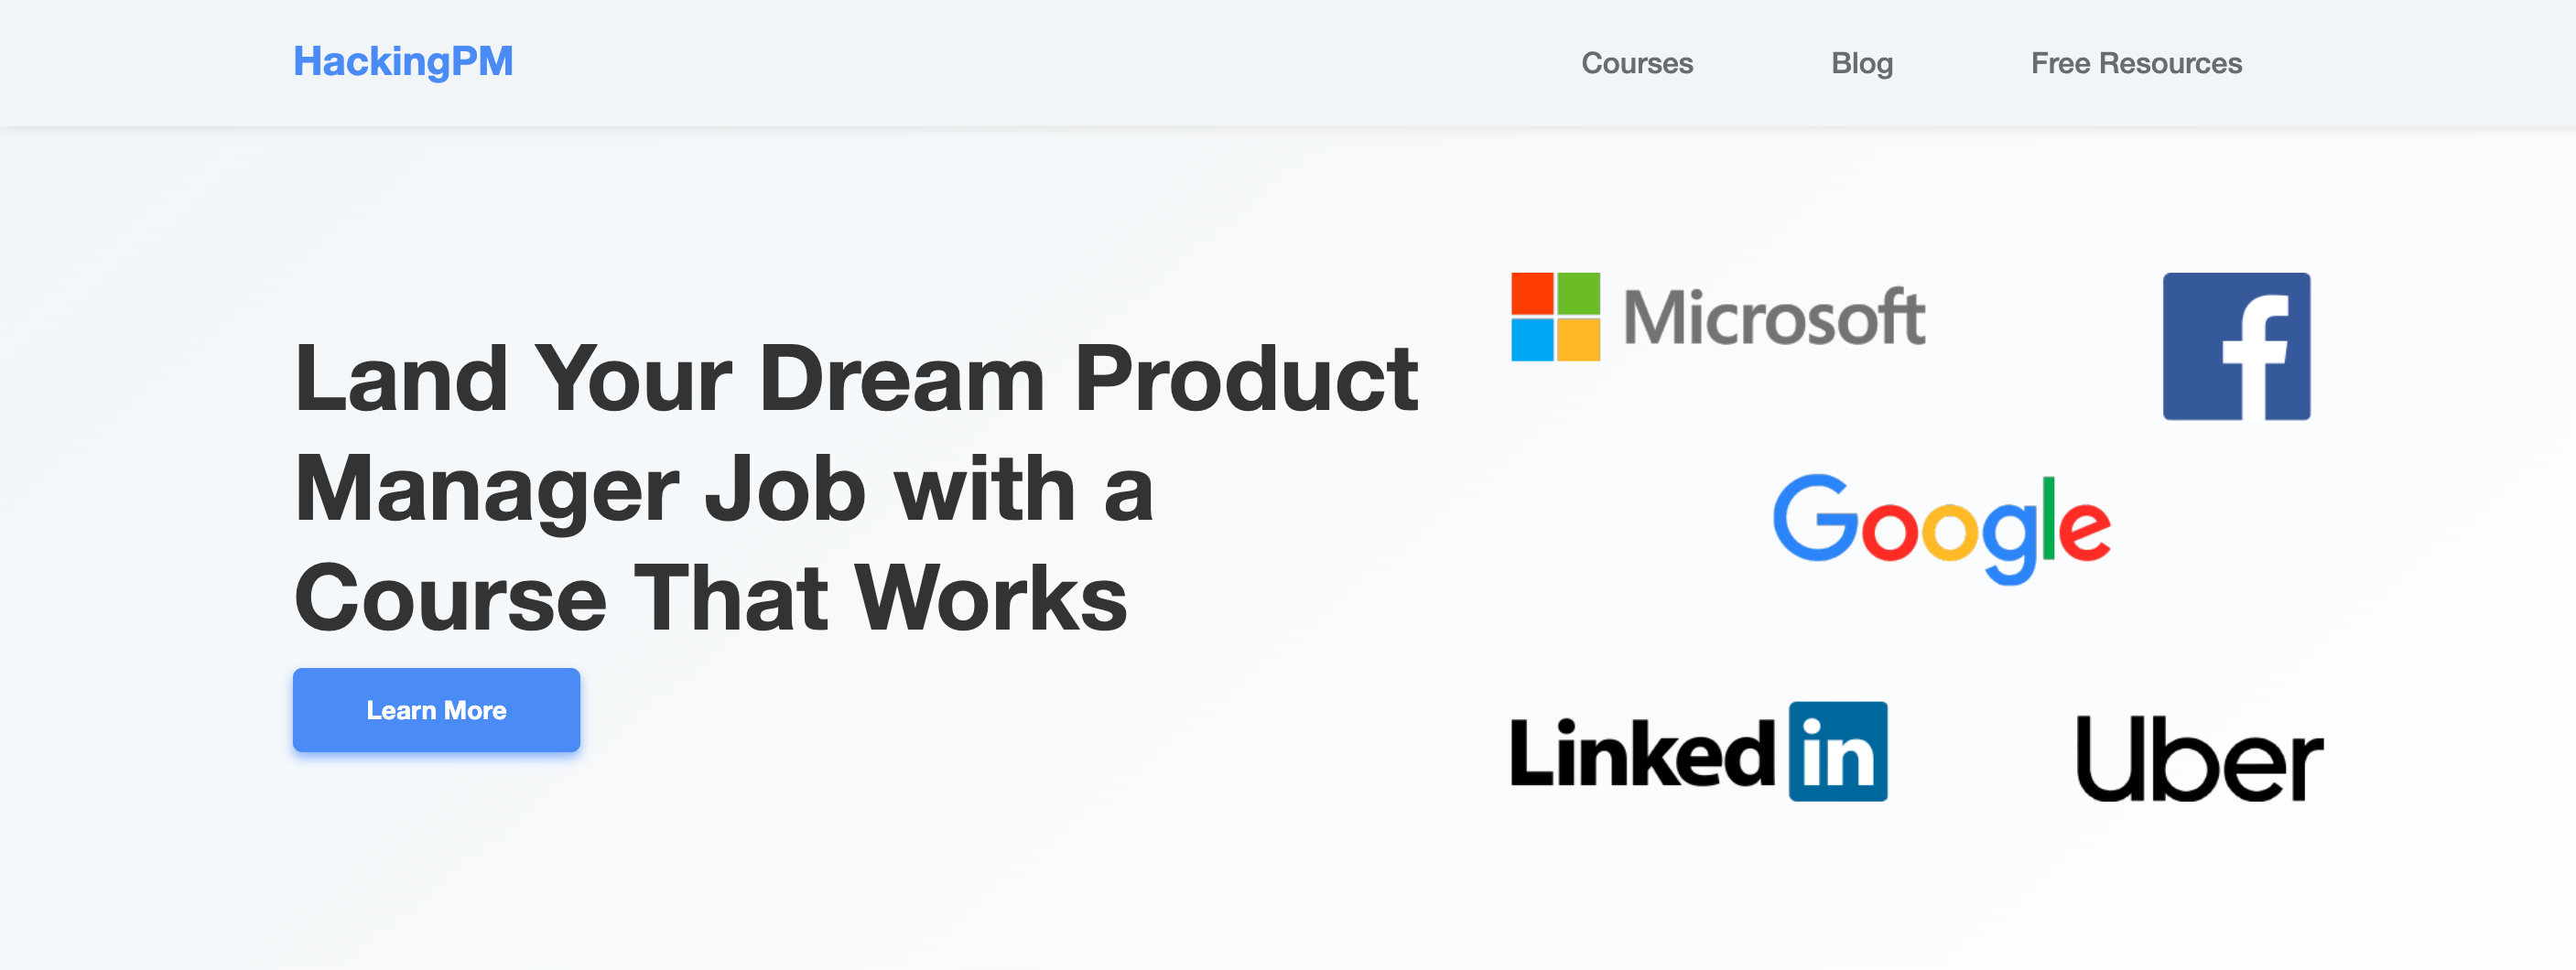 HackingPM
Courses
Blog
Free Resources
Land Your Dream Product
Manager Job with a
Course That Works
Learn More
Microsoft
f
Google
Linked in
Uber